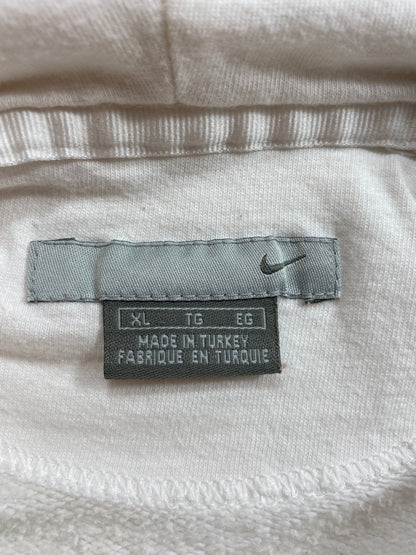 XL TG EG
MADE IN TURKEY
FABRIQUE EN TURQUIE